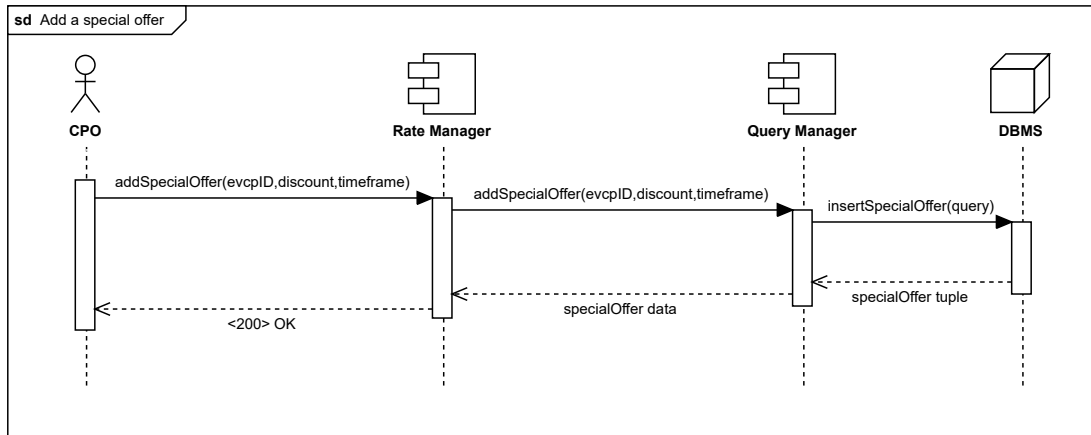 sd Add a special offer
CPO
Rate Manager
Query Manager
DBMS
addSpecialOffer(evcpID,discount,timeframe)
addSpecialOffer(evcpID,discount,timeframe)
insertSpecialOffer(query)
specialOffer tuple
specialOffer data
<200> OK